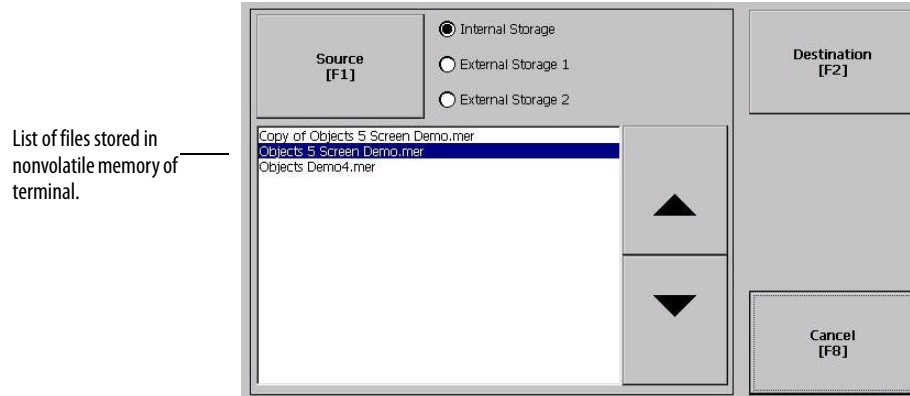 List of files stored in
nonvolatile memory of
terminal.
Source
[F1]
Internal Storage
External Storage 1
External Storage 2
Destination
[F2]
Copy of Objects 5 Screen Demo.mer
Objects 5 Screen Demo.mer
Objects Demo4.mer
Cancel
[F8]